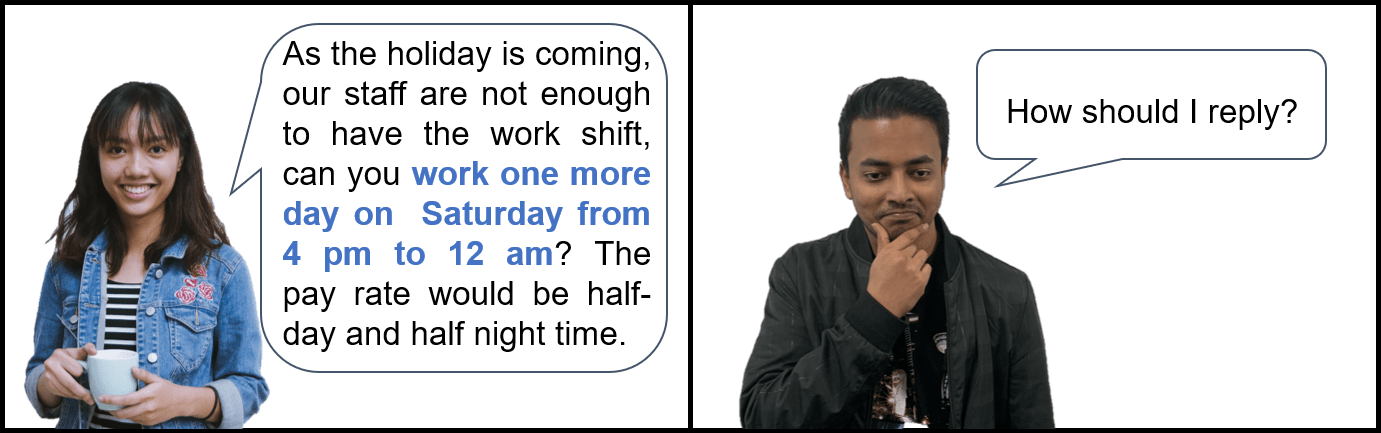 As the holiday is coming,
our staff are not enough
to have the work shift,
can you work one more
day on Saturday from
4 pm to 12 am? The
pay rate would be half-
day and half night time.
How should I reply?